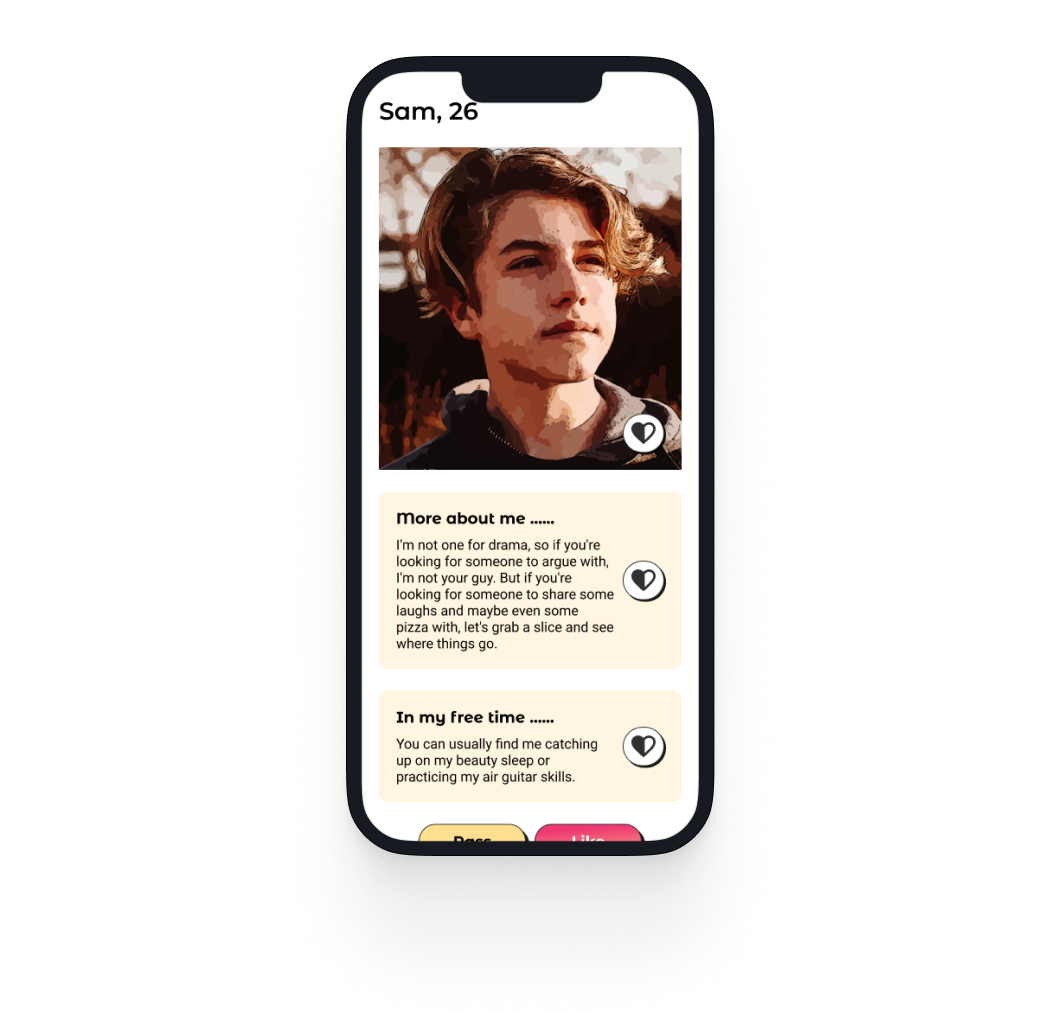 Sam, 26
More about me ......
I'm not one for drama, so if you're
looking for someone to argue with,
I'm not your guy. But if you're
looking for someone to share some
laughs and maybe even some
pizza with, let's grab a slice and see
where things go.
In my free time ......
You can usually find me catching
up on my beauty sleep or
practicing my air guitar skills.
Pass Like